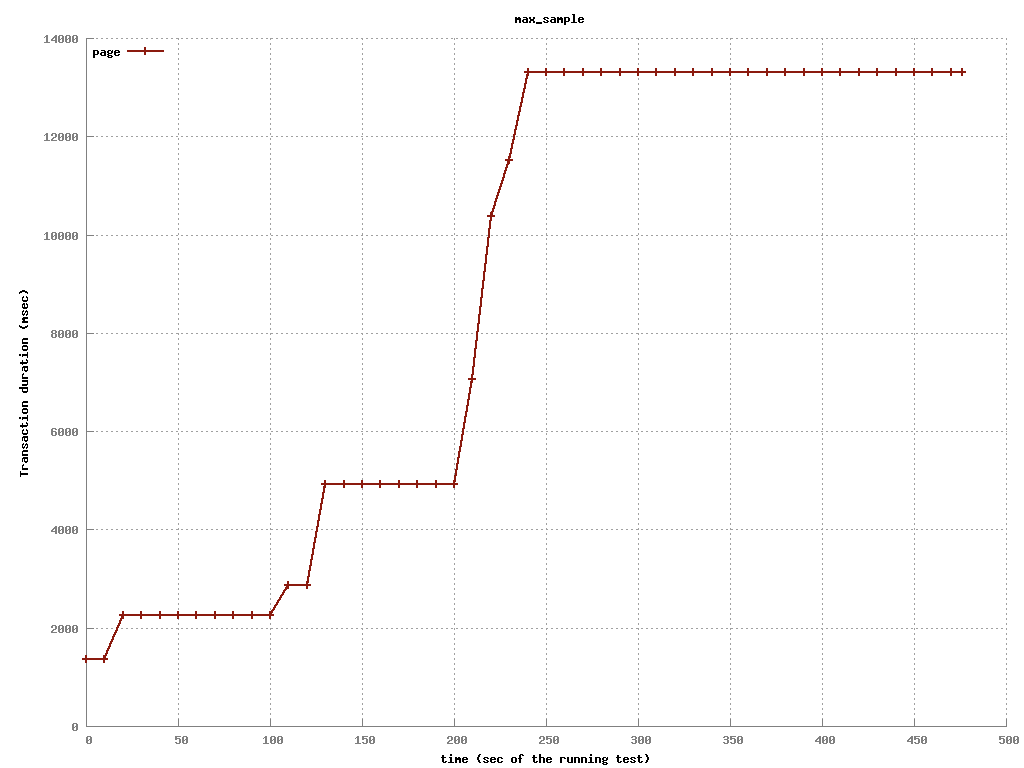 max_sample
14000
page
12000
10000
8000
6000
4000
2000
0
Transaction duration (msec)
0 50 100 150 200 250 300 350 400 450 500
time (sec of the running test)